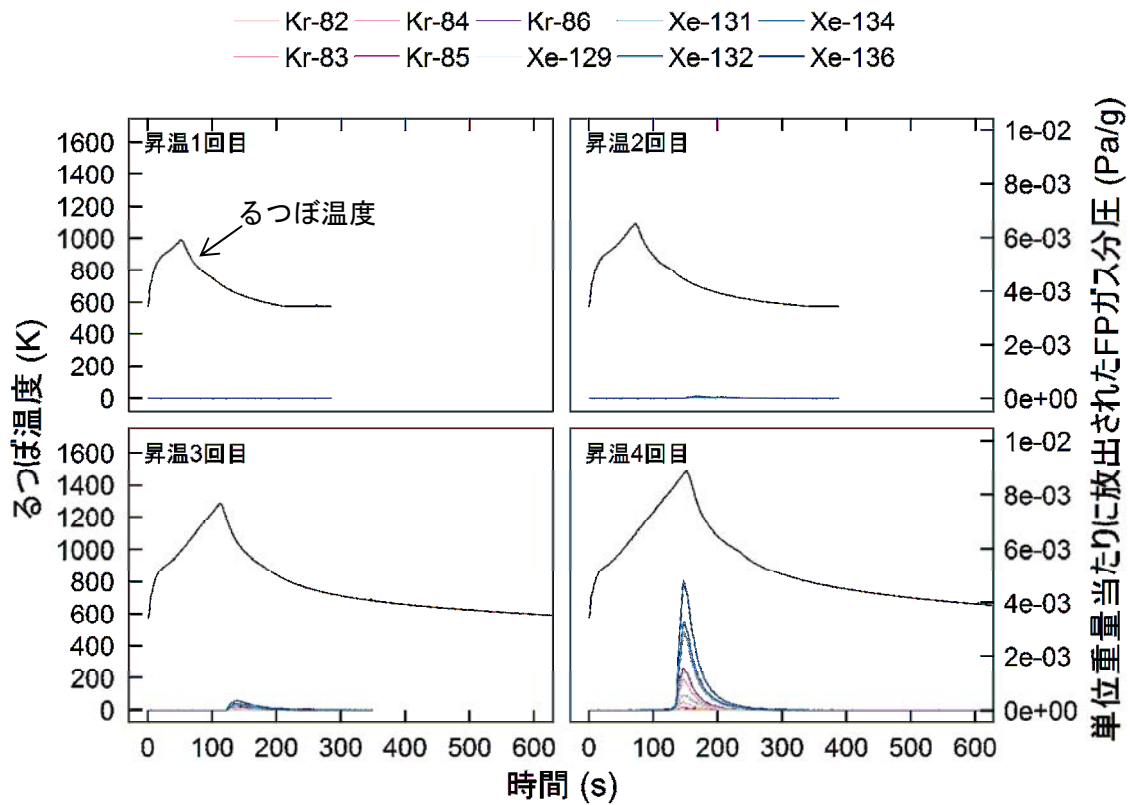 Kr-82 Kr-84 Kr-86 Xe-131 Xe-134
Kr-83 Kr-85 Xe-129 Xe-132 Xe-136
昇温1回目
るつぼ温度
1600
1400
1200
1000
800
600
400
200
0
昇温2回目
1e-02
8e-03
6e-03
4e-03
2e-03
0e+00
昇温3回目
1600
1400
1200
1000
800
600
400
200
0
0 100 200 300 400 500 600
昇温4回目
1e-02
8e-03
6e-03
4e-03
2e-03
0e+00
0 100 200 300 400 500 600
るつぼ温度 (K)
時間 (s)
単位重量当たりに放出されたFPガス分圧 (Pa/g)